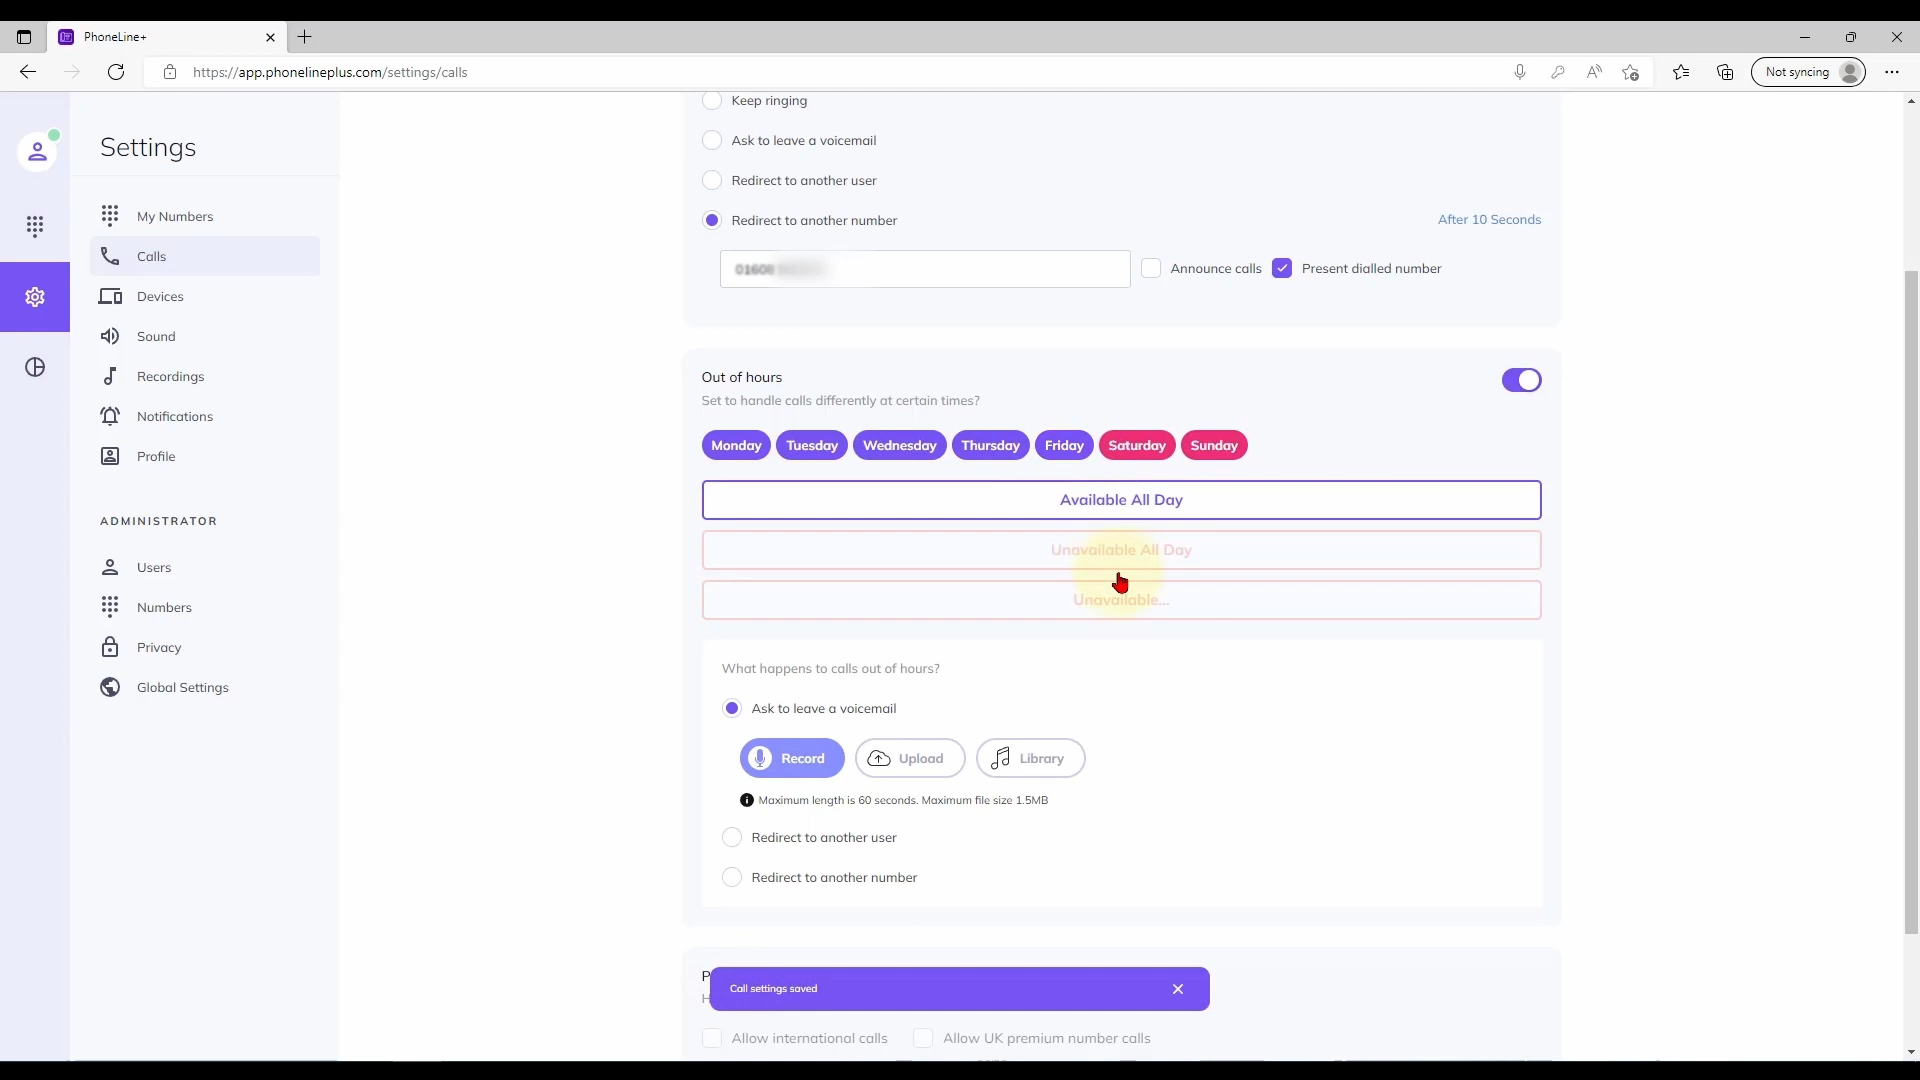 PhoneLine+
https://app.phonelineplus.com/settings/calls
Not syncing
Settings
My Numbers
Calls
Devices
Sound
Recordings
Notifications
Profile
ADMINISTRATOR
Users
Numbers
Privacy
Global Settings
Keep ringing
Ask to leave a voicemail
Redirect to another user
Redirect to another number After 10 Seconds
01608 Announce calls Present dialled number
Out of hours
Set to handle calls differently at certain times?
Monday Tuesday Wednesday Thursday Friday Saturday Sunday
Available All Day
Unavailable All Day
Unavailable...
What happens to calls out of hours?
Ask to leave a voicemail
Record Upload Library
Maximum length is 60 seconds. Maximum file size 1.5MB
Redirect to another user
Redirect to another number
Call settings saved
Allow international calls Allow UK premium number calls